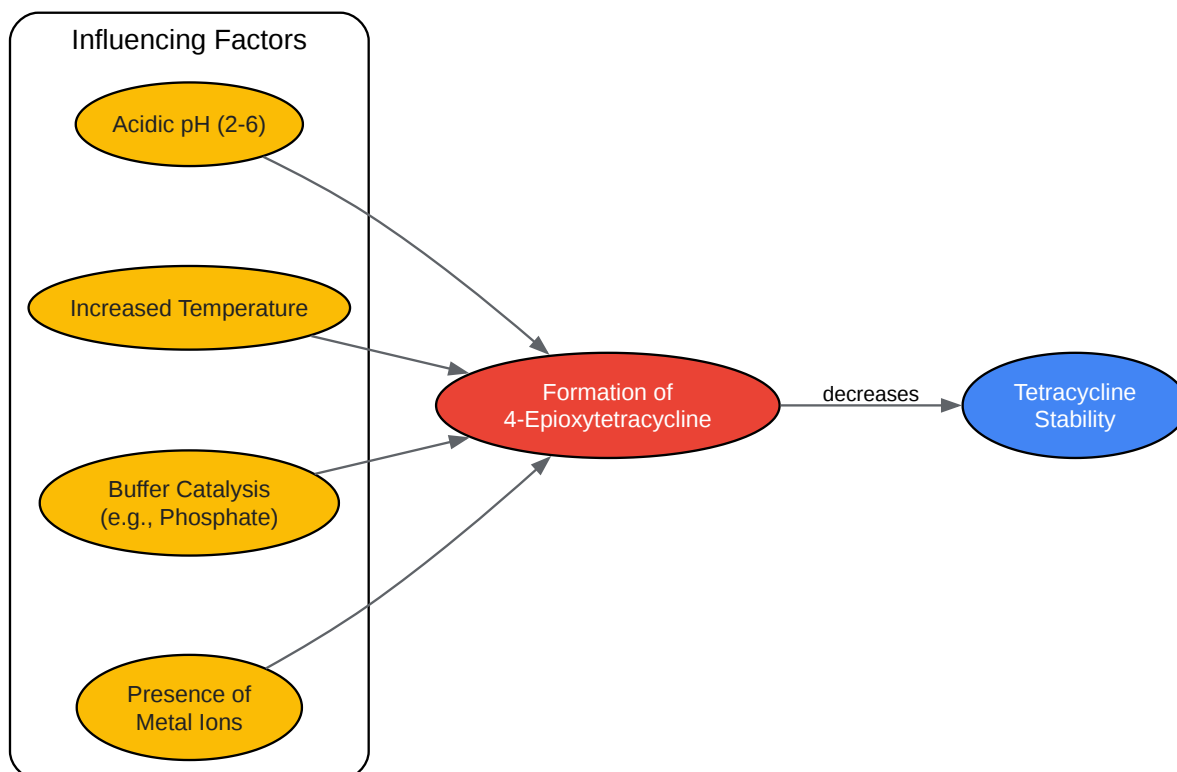 Influencing Factors
Acidic pH (2-6)
Increased Temperature
Buffer Catalysis
(e.g., Phosphate)
Presence of
Metal Ions
Formation of
4-Epioxytetracycline
decreases
Tetracycline
Stability